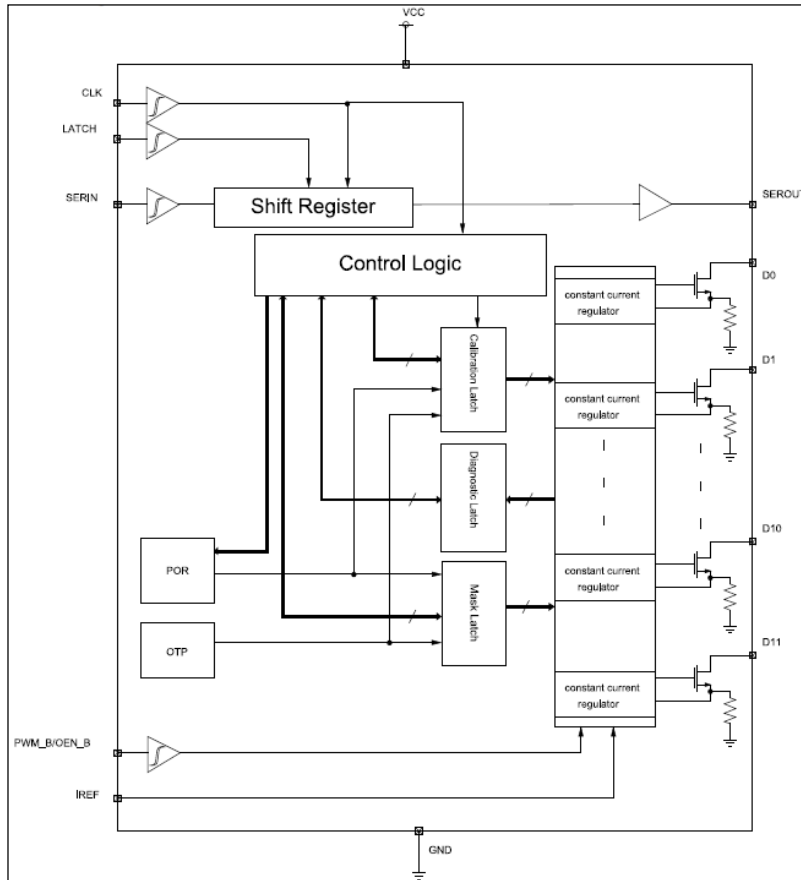 VCC
CLK
LATCH
SERIN
Shift Register
SEROUT
Control Logic
D0
constant current
regulator
Calibration Latch
D1
constant current
regulator
Diagnostic Latch
D10
POR
Mask Latch
constant current
regulator
OTP
D11
constant current
regulator
PWM_B/OEN_B
IREF
GND